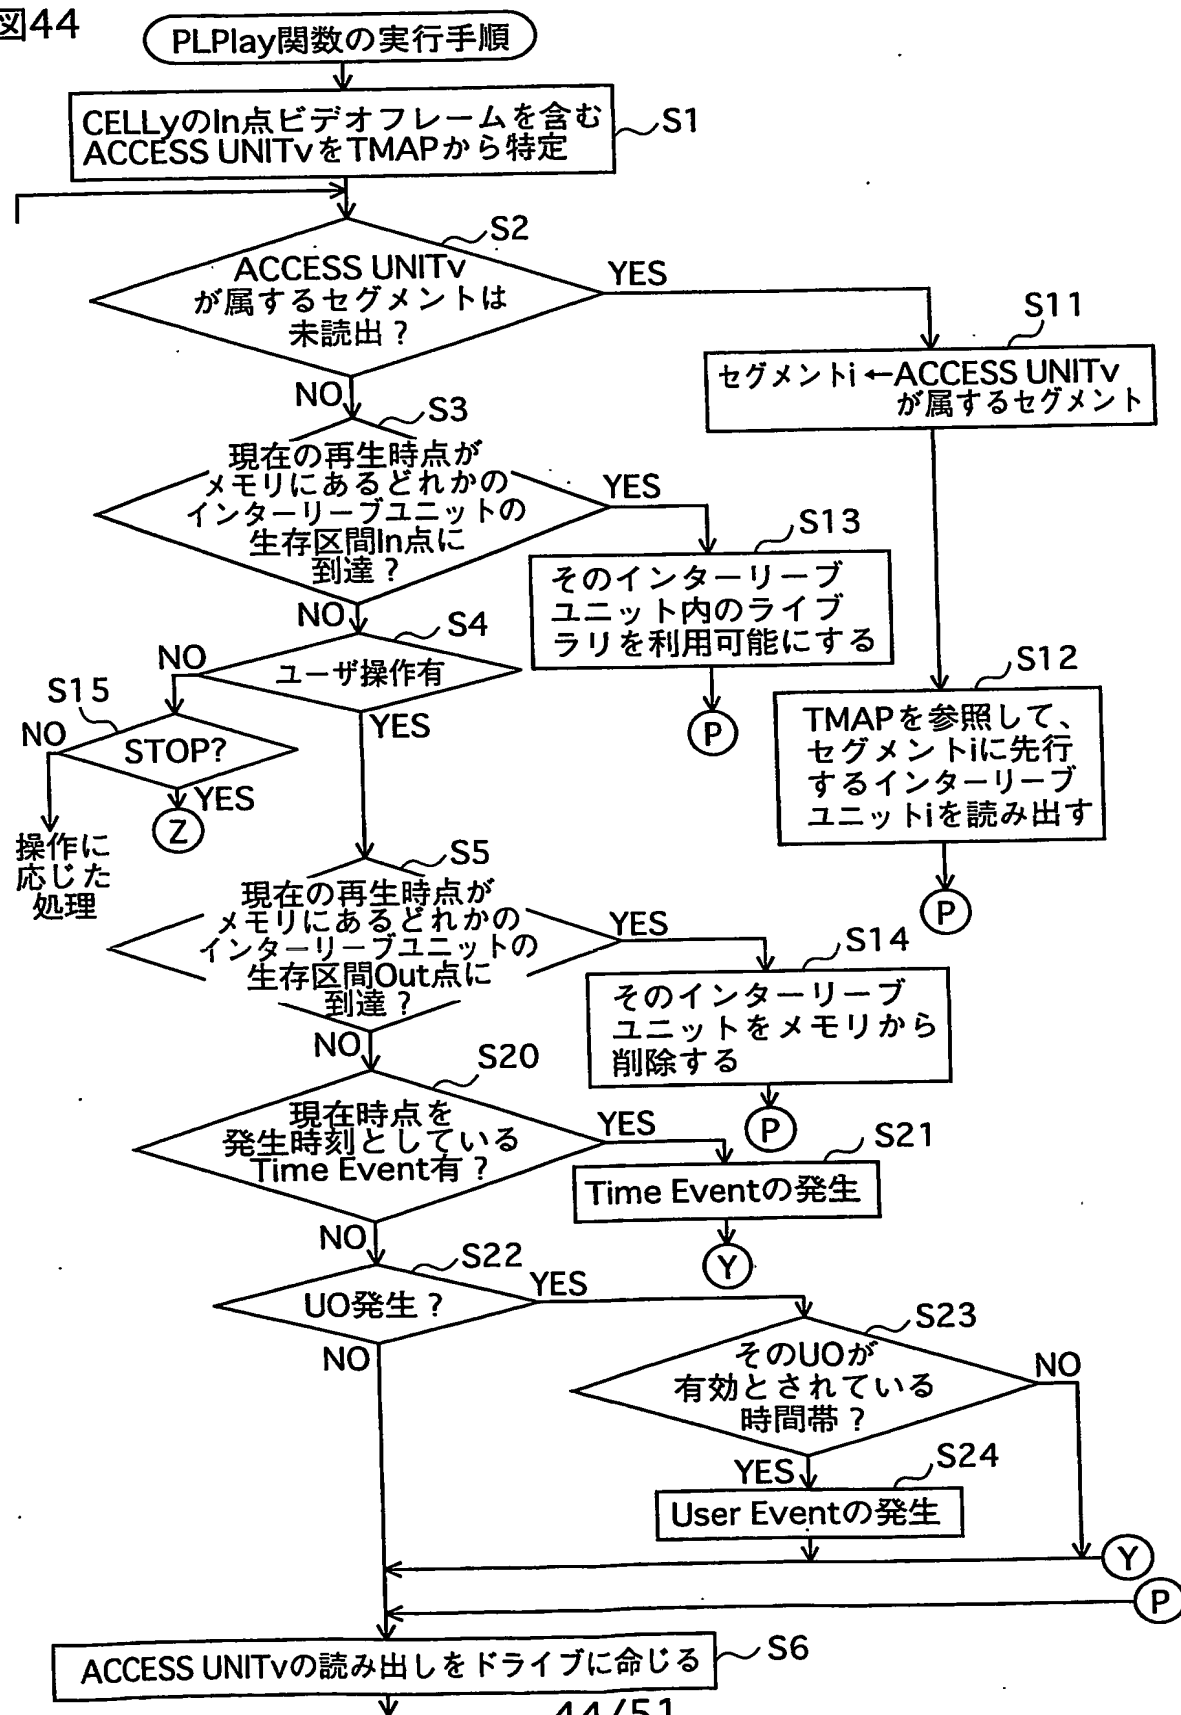 図44
PLPlay関数の実行手順
CELLyのIn点ビデオフレームを含む
ACCESS UNITvをTMAPから特定
S1
S2
ACCESS UNITv
が属するセグメントは
未読出？
YES
NO
S11
セグメントi←ACCESS UNITv
が属するセグメント
S3
現在の再生時点が
メモリにあるどれかの
インターリーブユニットの
生存区間In点に
到達？
YES
NO
S13
そのインターリーブ
ユニット内のライブ
ラリを利用可能にする
P
S12
TMAPを参照して、
セグメントiに先行
するインターリーブ
ユニットiを読み出す
P
S4
ユーザ操作有
NO
YES
S15
STOP?
NO
YES
Z
操作に
応じた
処理
S5
現在の再生時点が
メモリにあるどれかの
インターリーブユニットの
生存区間Out点に
到達？
YES
NO
S14
そのインターリーブ
ユニットをメモリから
削除する
P
S20
現在時点を
発生時刻としている
Time Event有？
YES
NO
S21
Time Eventの発生
Y
S22
UO発生？
YES
NO
S23
そのUOが
有効とされている
時間帯？
NO
YES
S24
User Eventの発生
Y
P
ACCESS UNITvの読み出しをドライブに命じる
S6
44/51